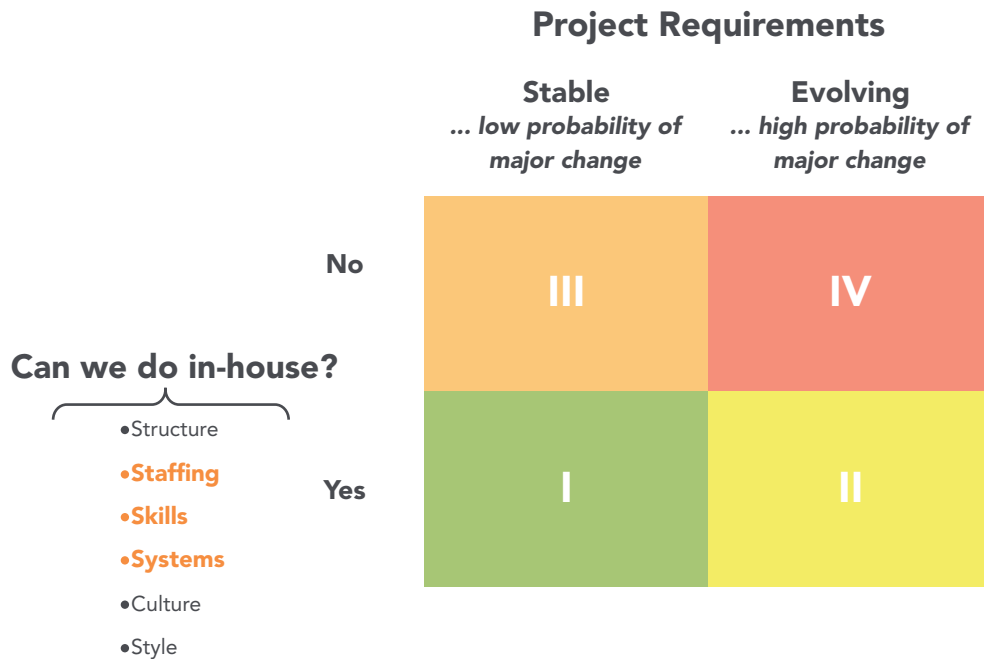 Project Requirements
Stable
... low probability of
major change
Evolving
... high probability of
major change
No
III
IV
Can we do in-house?
•Structure
•Staffing
•Skills
•Systems
•Culture
•Style
Yes
I
II